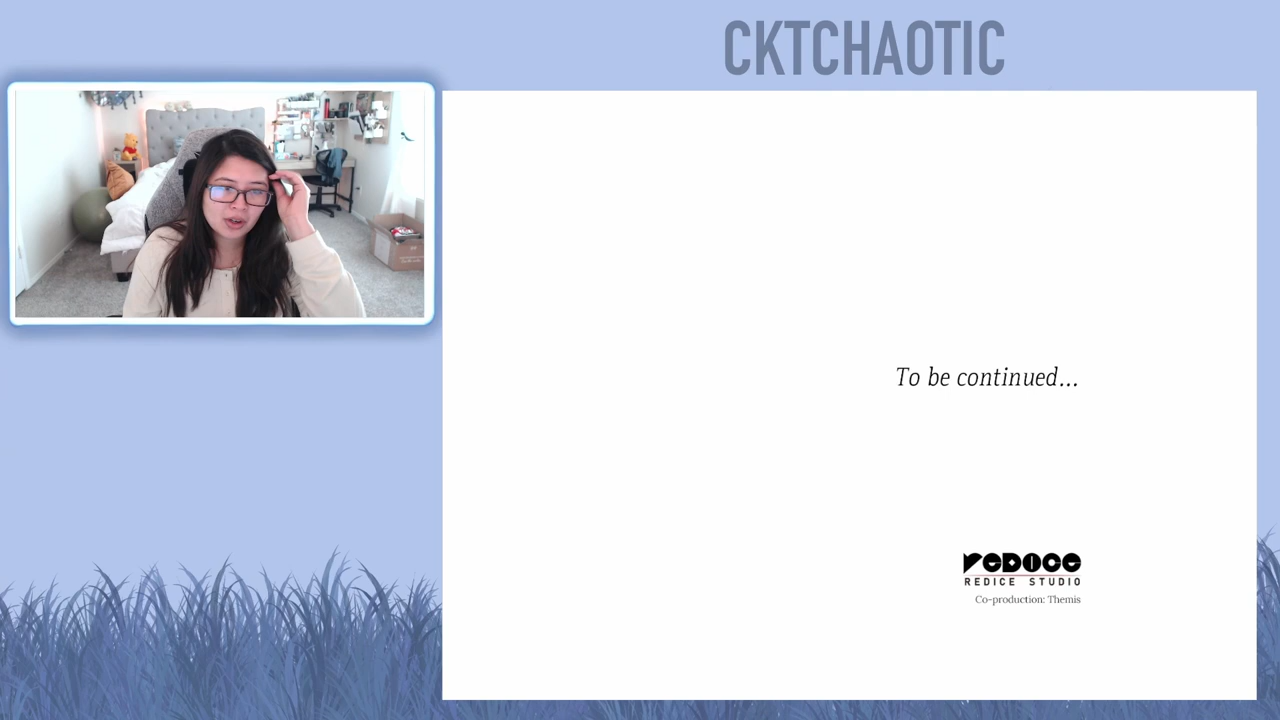 CKTCHAOTIC
To be continued...
REDICE
REDICE STUDIO
Co-production: Themis